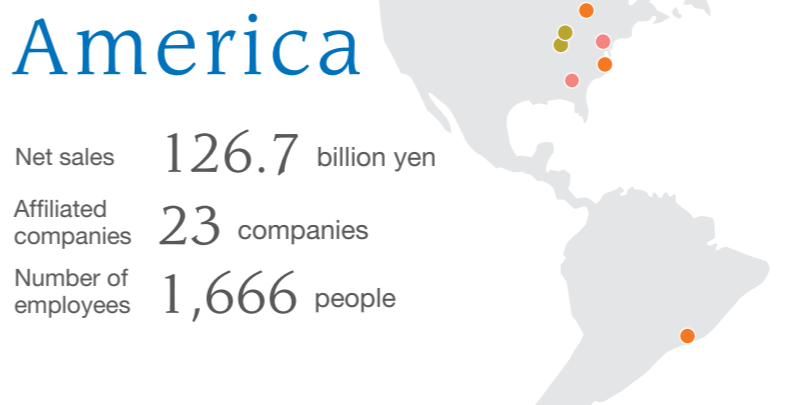 America
Net sales 126.7 billion yen
Affiliated
companies 23 companies
Number of
employees 1,666 people